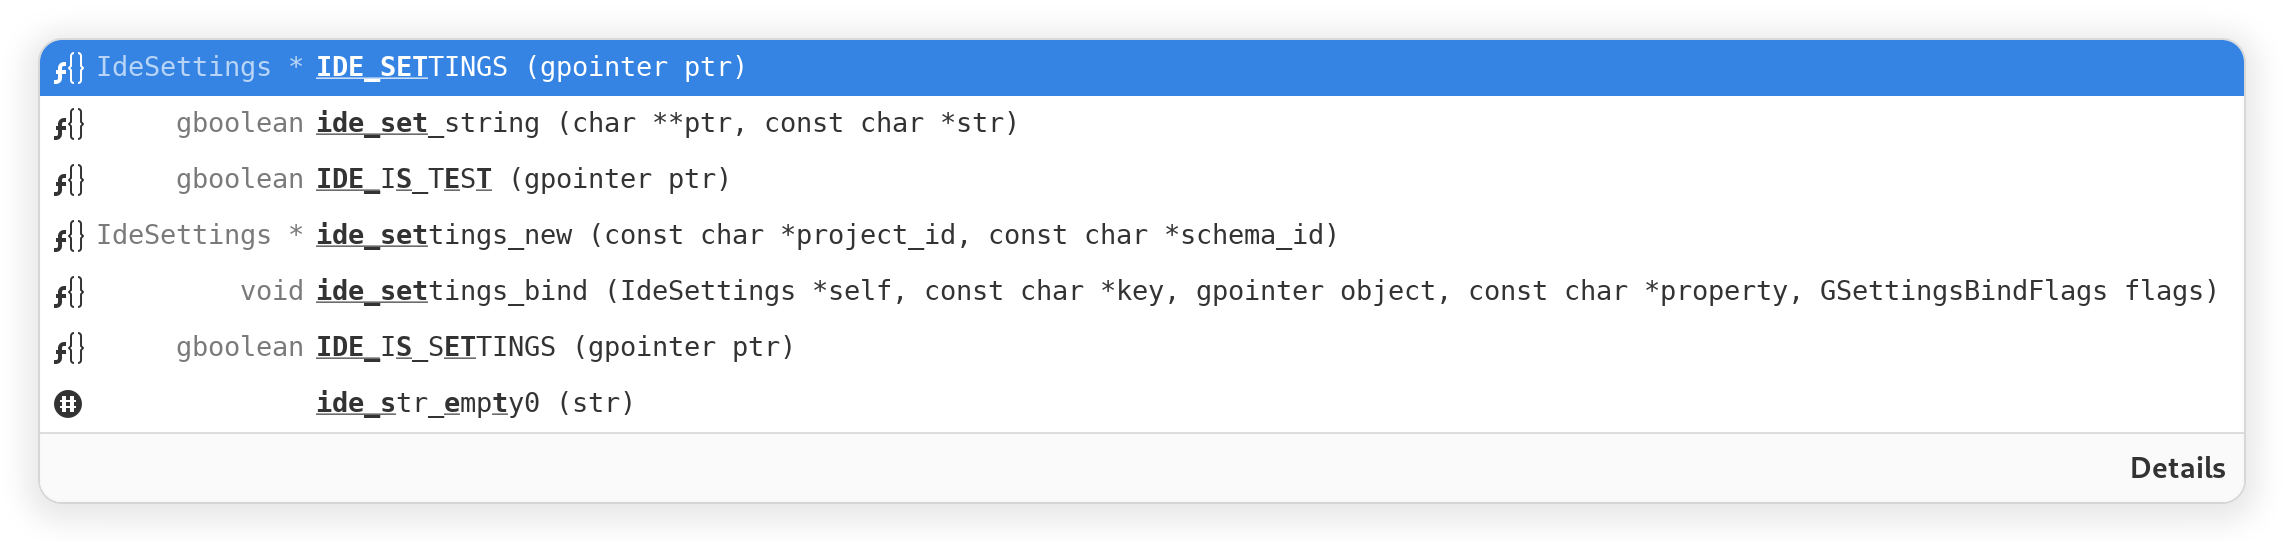 IdeSettings * IDE_SETTINGS (gpointer ptr)
gboolean ide_set_string (char **ptr, const char *str)
gboolean IDE_IS_TEST (gpointer ptr)
IdeSettings * ide_settings_new (const char *project_id, const char *schema_id)
void ide_settings_bind (IdeSettings *self, const char *key, gpointer object, const char *property, GSettingsBindFlags flags)
gboolean IDE_IS_SETTINGS (gpointer ptr)
ide_str_empty0 (str)
Details